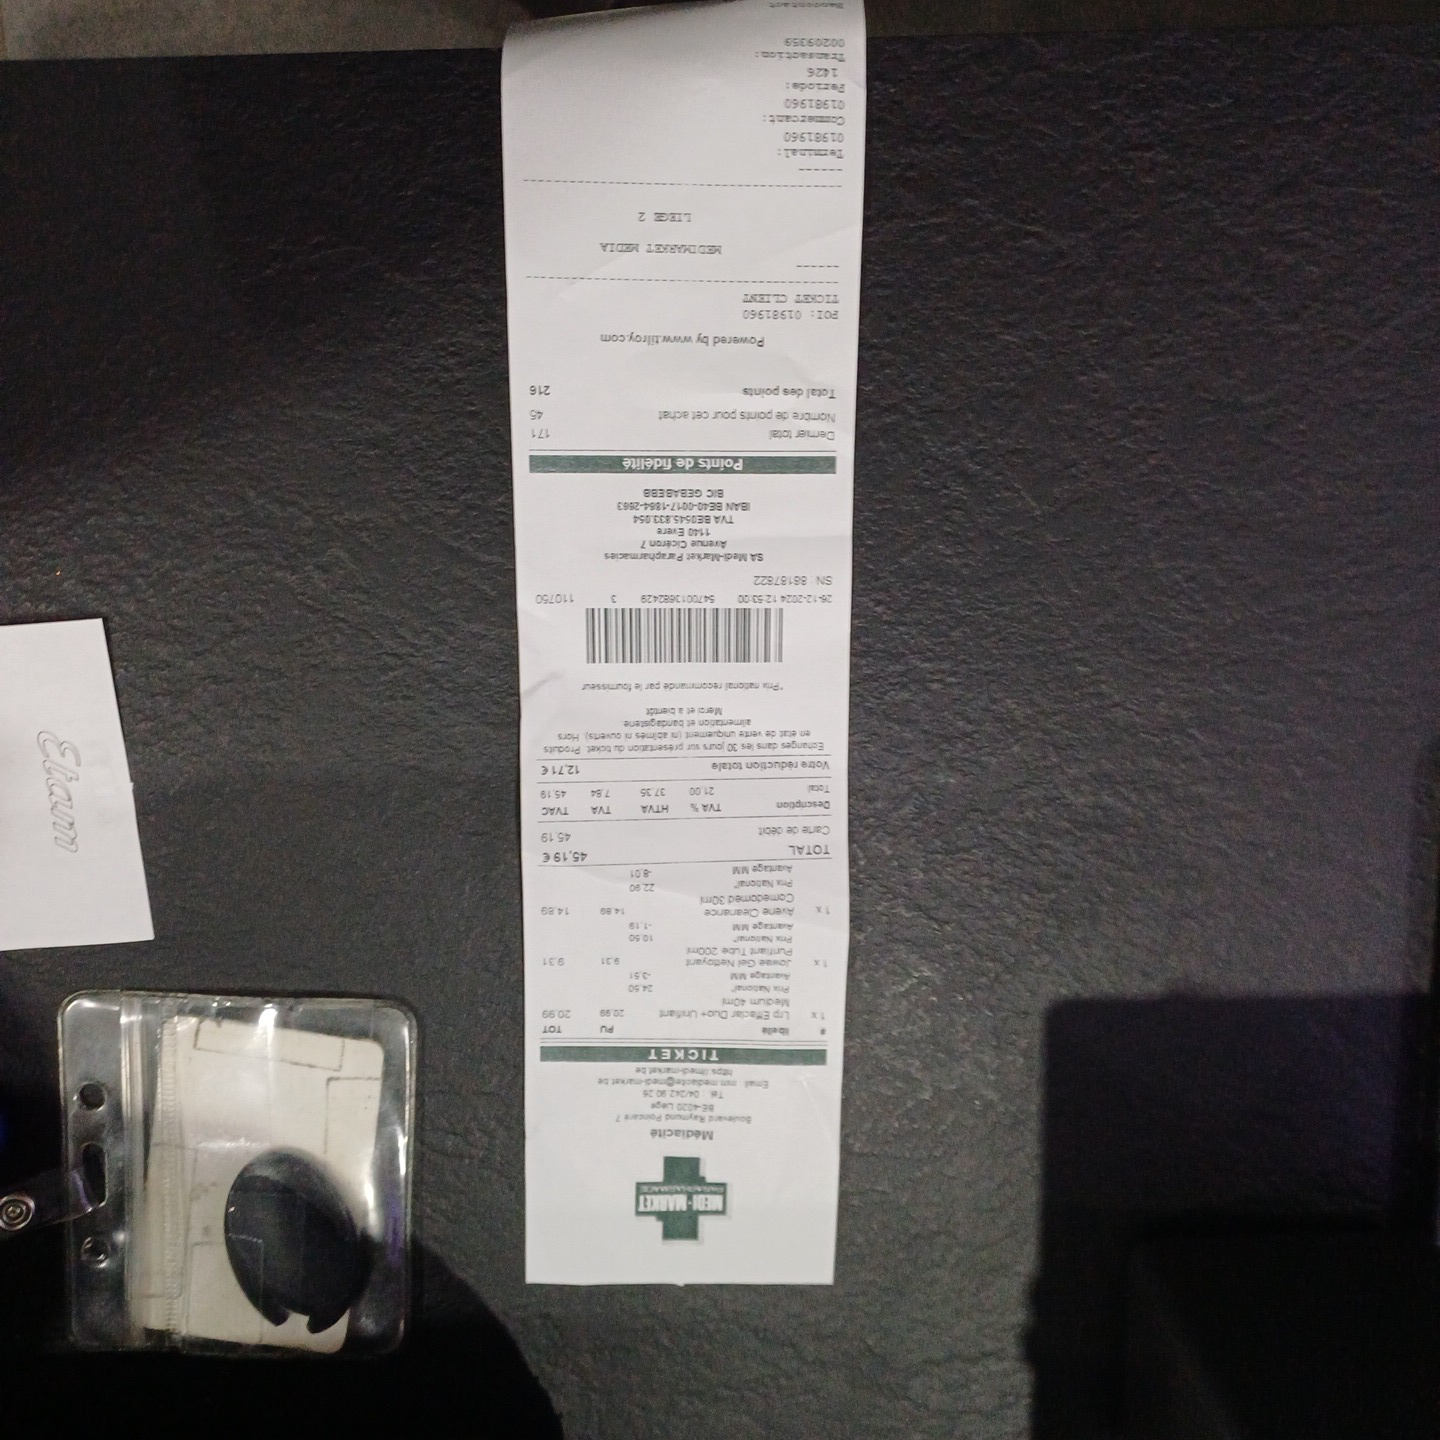 MEDI-MARKET
Médiacité
Boulevard Raymond Poincaré 7
BE-4020 Liège
Tél. 04/242 90 26
Email mm.mediacite@medi-market.be
https://medi-market.be
TICKET
# libellé PU TOT
1 x Lrp Effaclar Duo+ Unifiant 20.99 20.99
Medium 40ml
Prix National* 24.50
Avantage MM -3.51
1 x Jowae Gel Nettoyant 9.31 9.31
Purifiant Tube 200ml
Prix National* 10.50
Avantage MM -1.19
1 x Avene Cleanance 14.89 14.89
Comedomed 30ml
Prix National* 22.90
Avantage MM -8.01
TOTAL 45,19 €
Carte de débit 45,19
Description TVA % HTVA TVA TVAC
Total 21.00 37.35 7.84 45.19
Votre réduction totale 12,71 €
Echanges dans les 30 jours sur présentation du ticket. Produits
en état de vente uniquement (ni abîmés ni ouverts). Hors
alimentation et bandagisterie
Merci et à bientôt
*Prix national recommandé par le fournisseur
26-12-2024 12:53:00 5470013682429 3 110750
SN 88187822
SA Medi-Market Parapharmacies
Avenue Cicéron 7
1140 Evere
TVA BE0545.833.054
IBAN BE40-0017-1864-2663
BIC GEBABEBB
Points de fidélité
Dernier total 171
Nombre de points pour cet achat 45
Total des points 216
Powered by www.tilroy.com
POI: 01981960
TICKET CLIENT
MEDIMARKET MEDIA
LIEGE 2
Terminal:
01981960
Commercant:
01981960
Periode:
1426
Transaction:
00209359
Bancontact